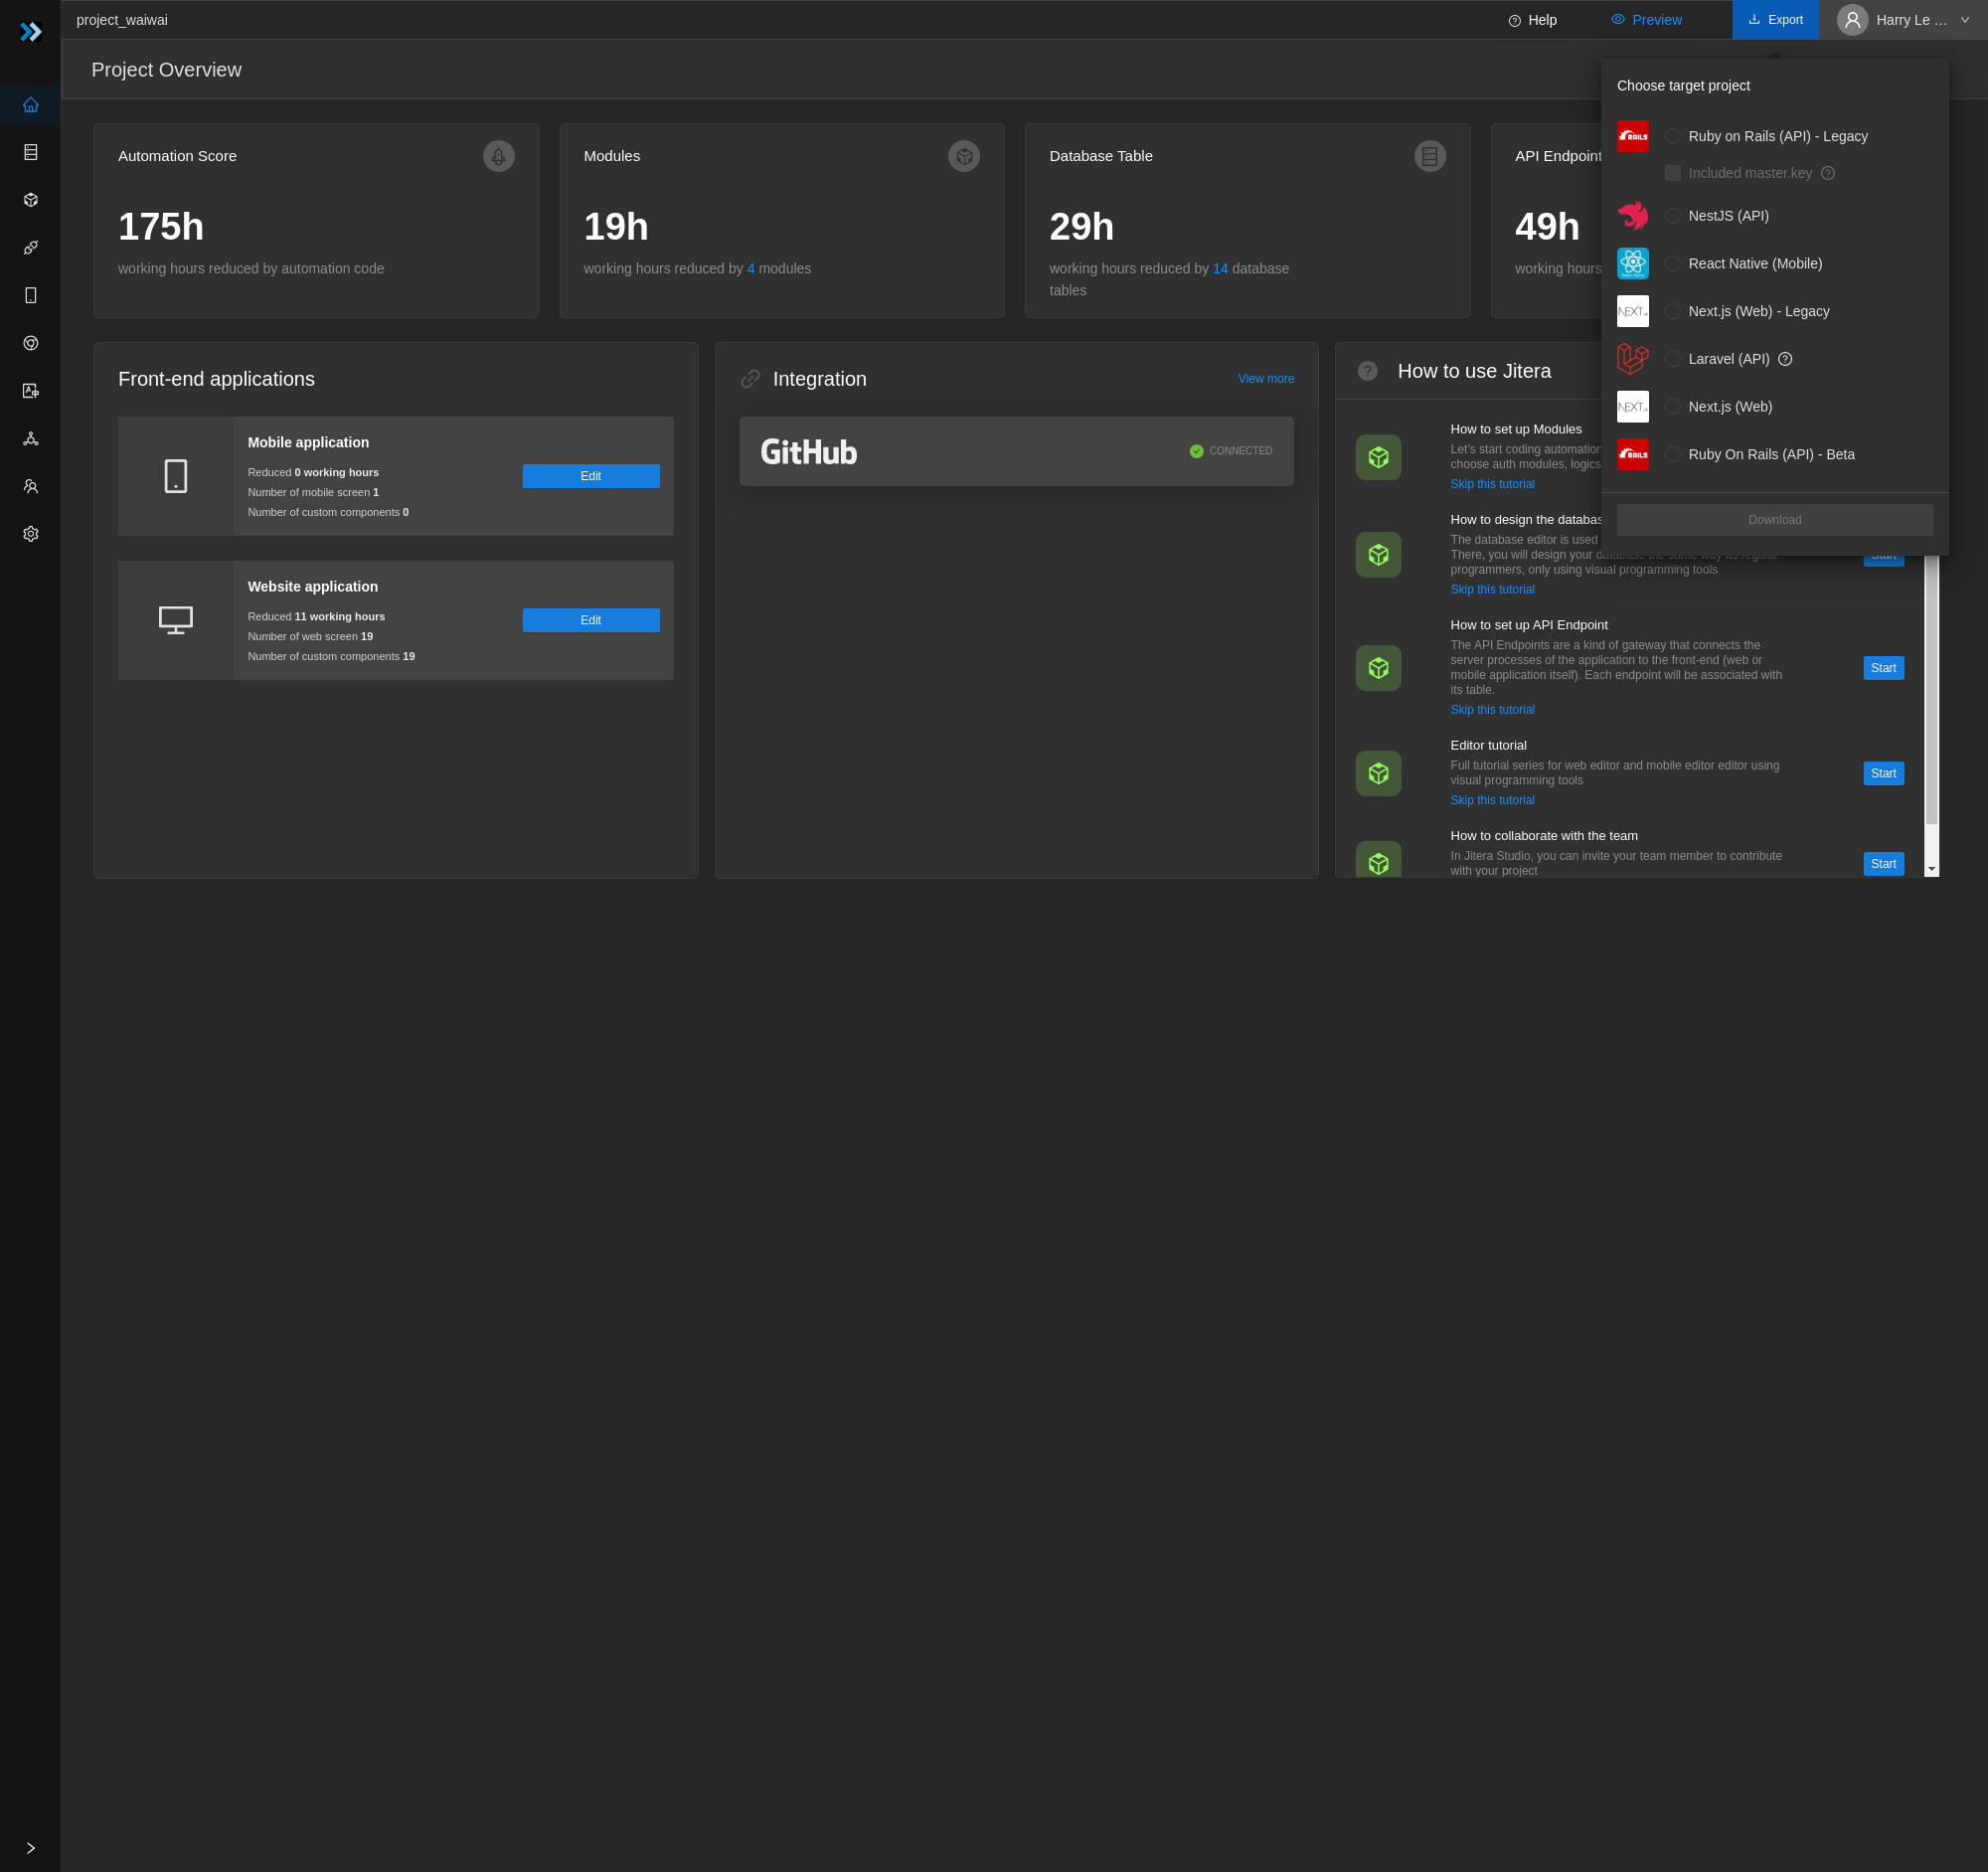 project_waiwai
Help
Preview
Export
Harry Le ...
Project Overview
Choose target project
Ruby on Rails (API) - Legacy
Included master.key
NestJS (API)
React Native (Mobile)
Next.js (Web) - Legacy
Laravel (API)
Next.js (Web)
Ruby On Rails (API) - Beta
Download
Automation Score
175h
working hours reduced by automation code
Modules
19h
working hours reduced by 4 modules
Database Table
29h
working hours reduced by 14 database
tables
API Endpoint
49h
working hours
Front-end applications
Mobile application
Reduced 0 working hours
Number of mobile screen 1
Number of custom components 0
Edit
Website application
Reduced 11 working hours
Number of web screen 19
Number of custom components 19
Edit
Integration
View more
GitHub
CONNECTED
How to use Jitera
How to set up Modules
Let's start coding automation
choose auth modules, logics
Skip this tutorial
How to design the databas
The database editor is used
There, you will design your database the same way as regular
programmers, only using visual programming tools
Skip this tutorial
Start
How to set up API Endpoint
The API Endpoints are a kind of gateway that connects the
server processes of the application to the front-end (web or
mobile application itself). Each endpoint will be associated with
its table.
Skip this tutorial
Start
Editor tutorial
Full tutorial series for web editor and mobile editor editor using
visual programming tools
Skip this tutorial
Start
How to collaborate with the team
In Jitera Studio, you can invite your team member to contribute
with your project
Start